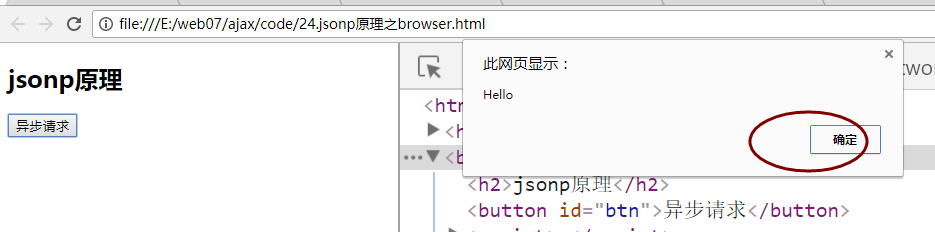 file:///E:/web07/ajax/code/24.jsonp原理之browser.html
jsonp原理
异步请求
此网页显示：
Hello
确定
<h2>jsonp原理</h2>
<button id="btn">异步请求</button>